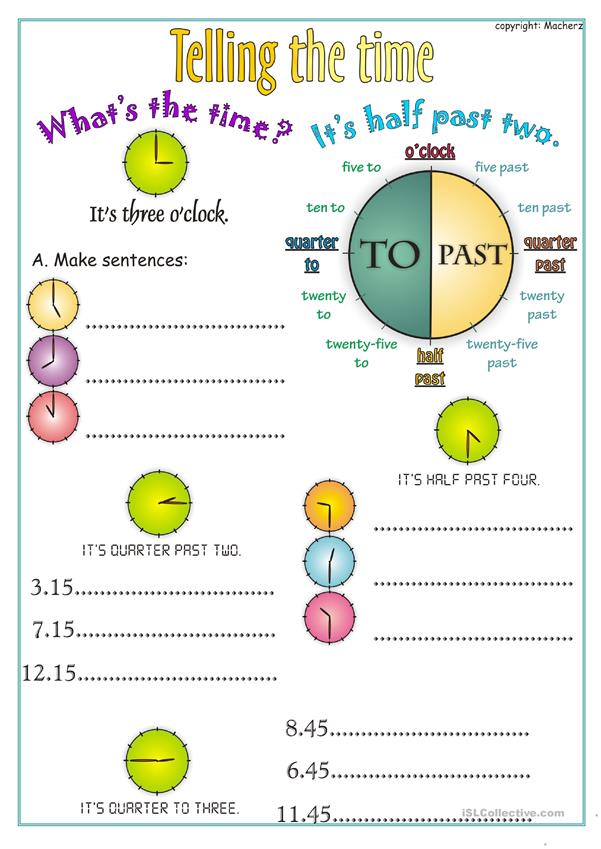 copyright: Macherz
Telling the time
What's the time?
It's half past two.
It's three o'clock.
o'clock
five to
five past
ten to
ten past
quarter
to
quarter
past
TO
PAST
twenty
to
twenty
past
twenty-five
to
twenty-five
past
half
past
A. Make sentences:
........................................
........................................
........................................
IT'S HALF PAST FOUR.
........................................
........................................
........................................
IT'S QUARTER PAST TWO.
3.15........................................
7.15........................................
12.15........................................
IT'S QUARTER TO THREE.
8.45........................................
6.45........................................
11.45........................................
iSLCollective.com